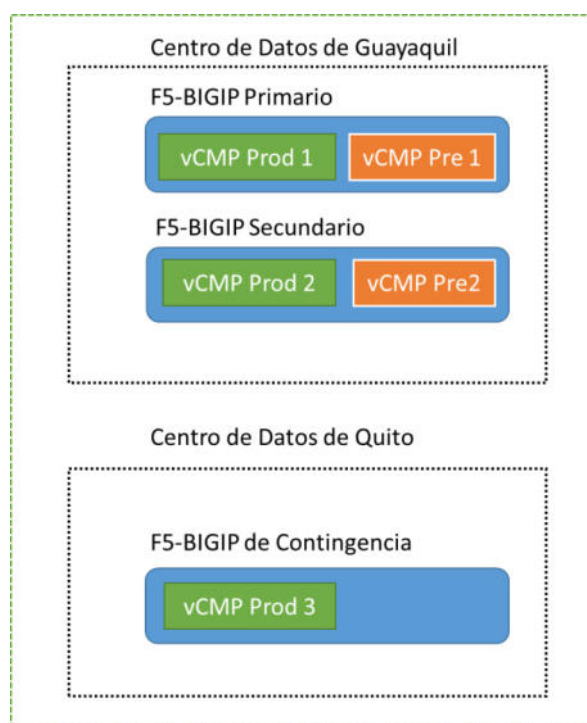 Centro de Datos de Guayaquil
F5-BIGIP Primario
vCMP Prod 1 vCMP Pre 1
F5-BIGIP Secundario
vCMP Prod 2 vCMP Pre2
Centro de Datos de Quito
F5-BIGIP de Contingencia
vCMP Prod 3